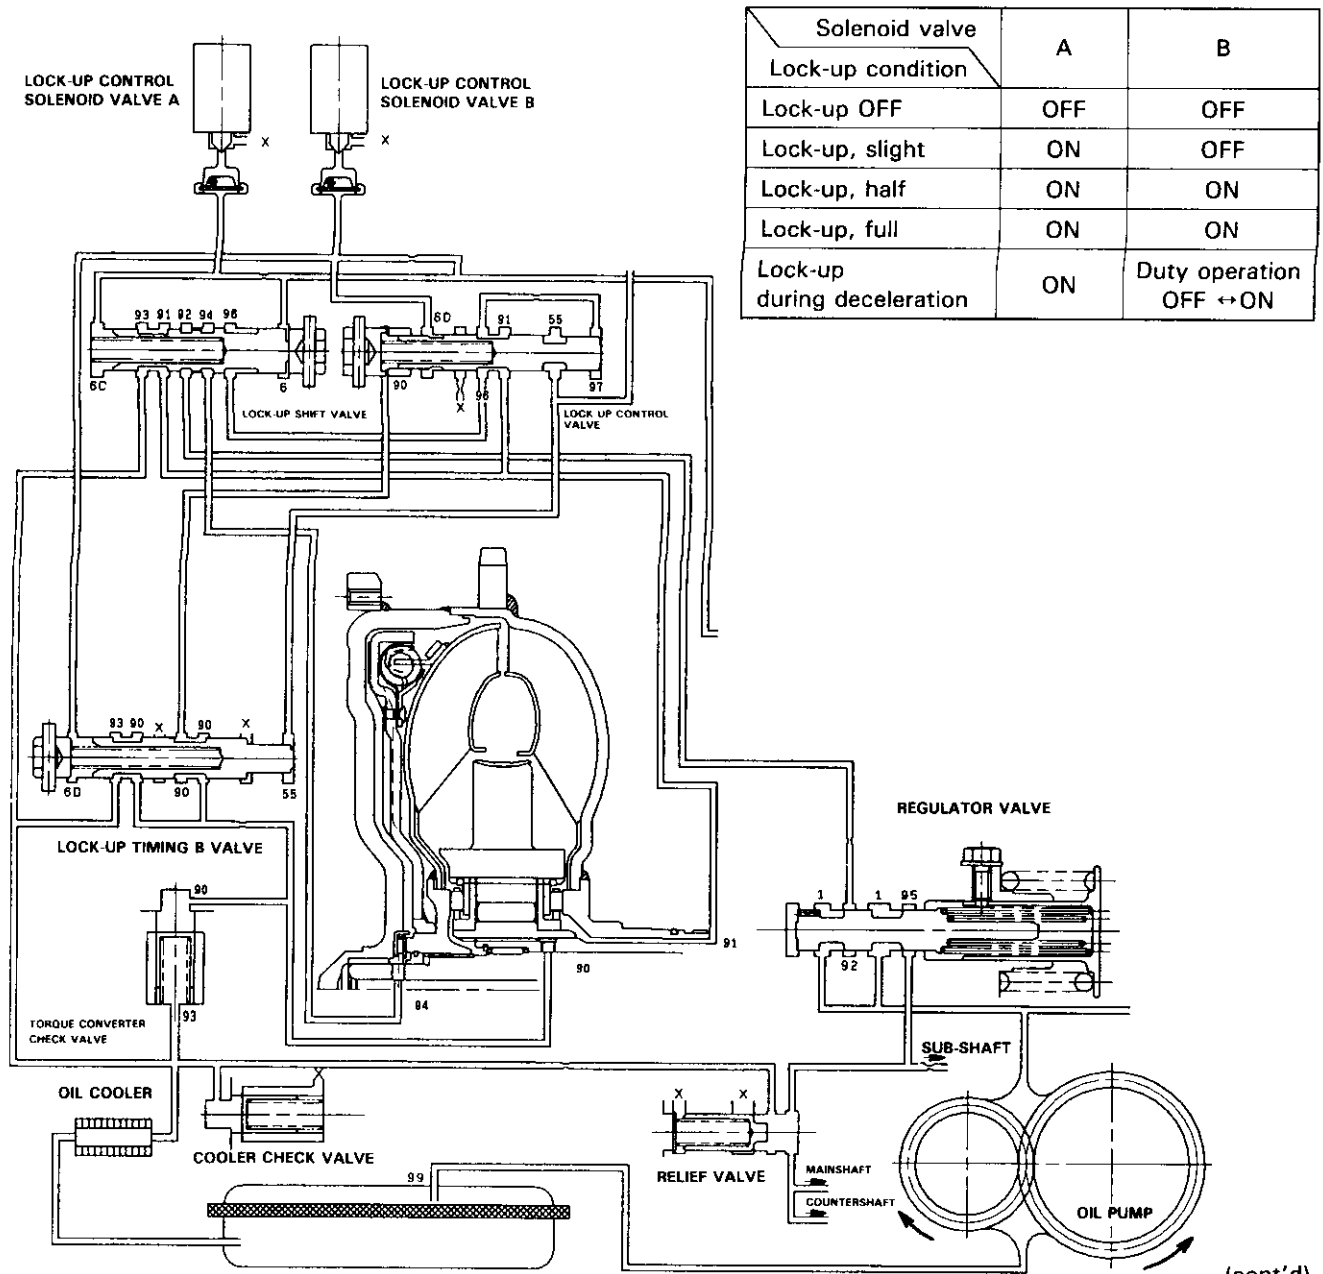 Solenoid valve
Lock-up condition
A
B
Lock-up OFF
OFF
OFF
Lock-up, slight
ON
OFF
Lock-up, half
ON
ON
Lock-up, full
ON
ON
Lock-up
during deceleration
ON
Duty operation
OFF ↔ON
LOCK-UP CONTROL
SOLENOID VALVE A
LOCK-UP CONTROL
SOLENOID VALVE B
X
X
93 91 92 94 96
6D
91
55
6C
6
90
X
96
97
LOCK-UP SHIFT VALVE
LOCK UP CONTROL
VALVE
93 90
X
90
X
6D
90
55
LOCK-UP TIMING B VALVE
REGULATOR VALVE
90
1
1
95
91
92
90
94
93
TORQUE CONVERTER
CHECK VALVE
SUB-SHAFT
OIL COOLER
X
X
X
COOLER CHECK VALVE
RELIEF VALVE
MAINSHAFT
COUNTERSHAFT
99
OIL PUMP
(cont'd)